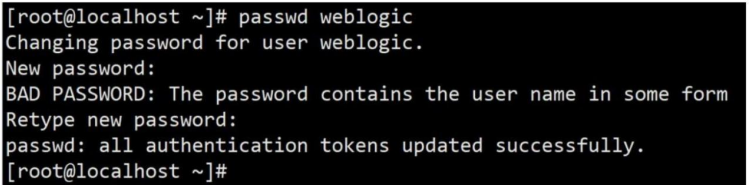 [root@localhost ~]# passwd weblogic
Changing password for user weblogic.
New password:
BAD PASSWORD: The password contains the user name in some form
Retype new password:
passwd: all authentication tokens updated successfully.
[root@localhost ~]#